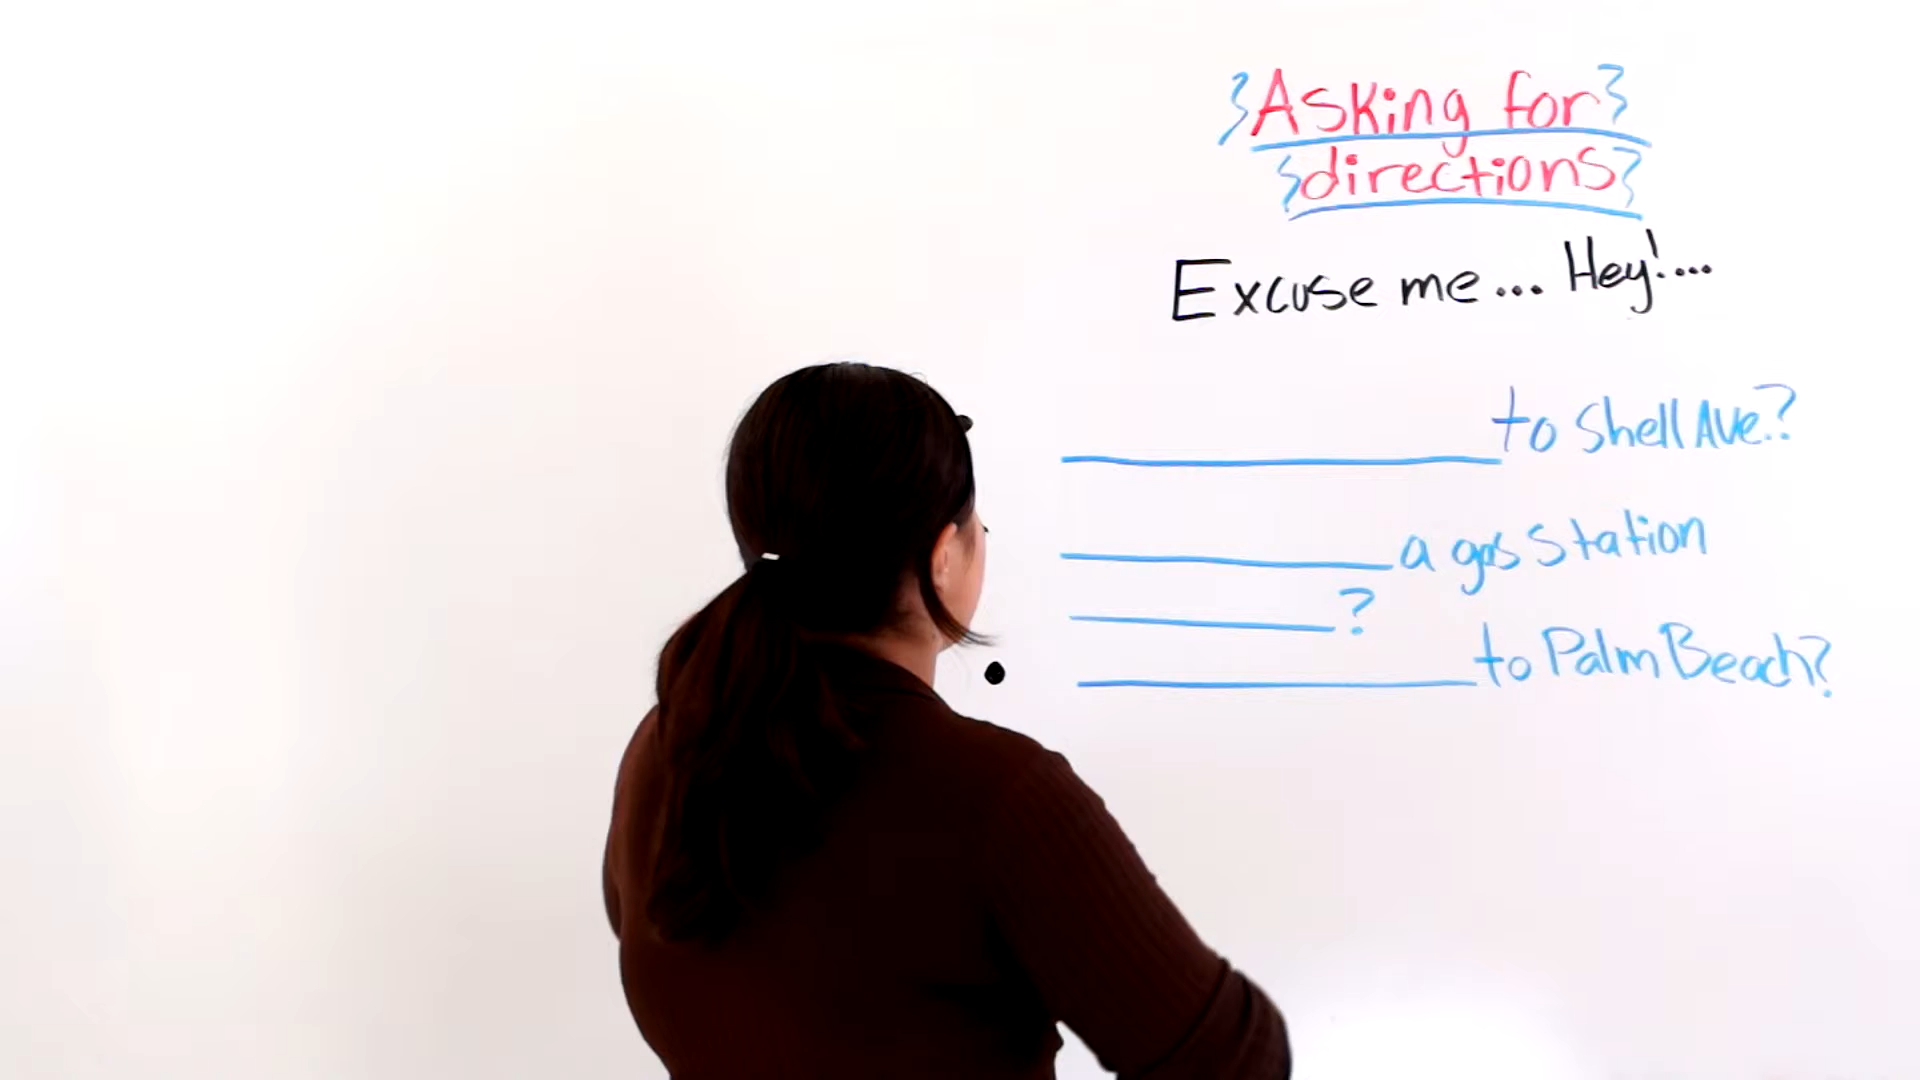 Asking for
directions
Excuse me... Hey!...
to Shell Ave.?
a gas station
?
to Palm Beach?